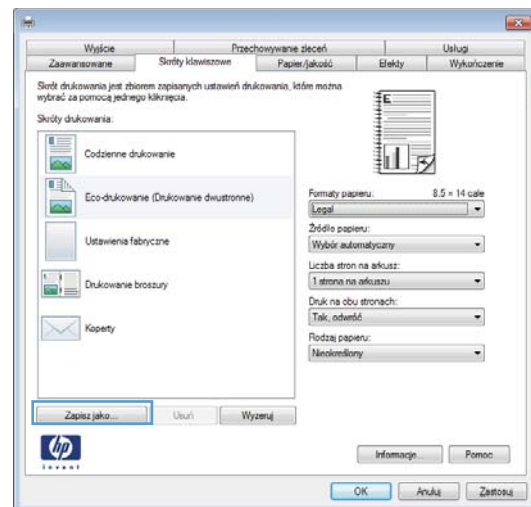 Wyjście Przechowywanie zleceń Usługi
Zaawansowane Skróty klawiszowe Papier/jakość Efekty Wykończenie
Skrót drukowania jest zbiorem zapisanych ustawień drukowania, które można
wybrać za pomocą jednego kliknięcia.
Skróty drukowania:
Codzienne drukowanie
Eco-drukowanie (Drukowanie dwustronne)
Ustawienia fabryczne
Drukowanie broszury
Koperty
E
Formaty papieru: 8.5 × 14 cale
Legal
Źródło papieru:
Wybór automatyczny
Liczba stron na arkusz:
1 strona na arkuszu
Druk na obu stronach:
Tak, odwróć
Rodzaj papieru:
Nieokreślony
Zapisz jako... Usuń Wyzeruj
hp
invent
Informacje... Pomoc
OK Anuluj Zastosuj